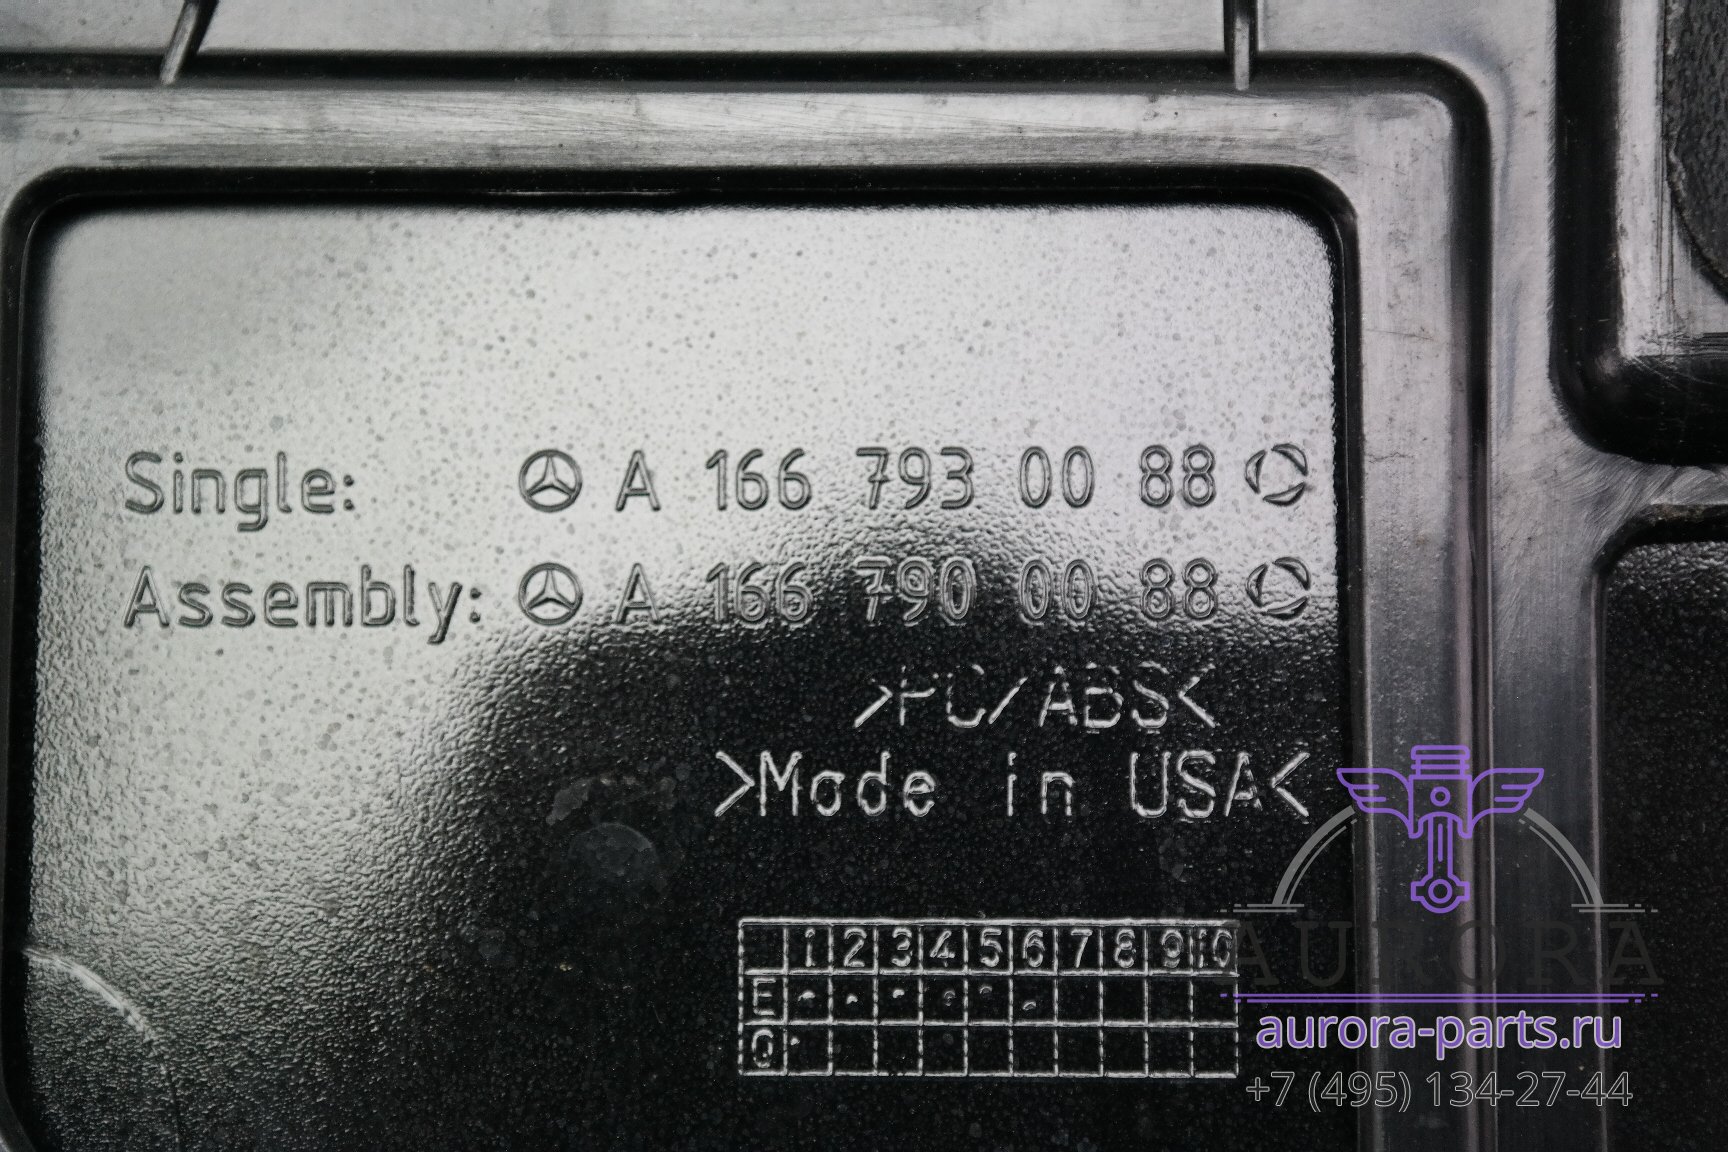 Single: A 166 793 00 88
Assembly: A 166 790 00 88
>PC/ABS<
>Made in USA<
1 2 3 4 5 6 7 8 9 10
E
Q
AURORA
aurora-parts.ru
+7 (495) 134-27-44